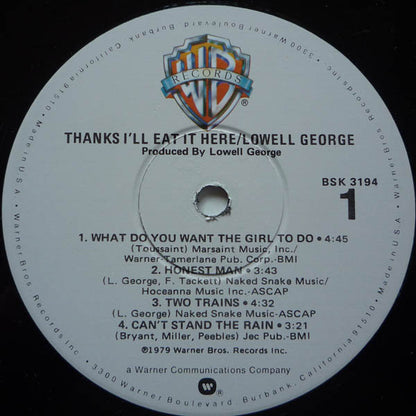 WB
RECORDS
®
THANKS I'LL EAT IT HERE/LOWELL GEORGE
Produced By Lowell George
BSK 3194
1
1. WHAT DO YOU WANT THE GIRL TO DO • 4:45
(Toussaint) Marsaint Music, Inc./
Warner-Tamerlane Pub. Corp.-BMI
2. HONEST MAN • 3:43
(L. George, F. Tackett) Naked Snake Music/
Hoceanna Music Inc.-ASCAP
3. TWO TRAINS • 4:32
(L. George) Naked Snake Music-ASCAP
4. CAN'T STAND THE RAIN • 3:21
(Bryant, Miller, Peebles) Jec Pub.-BMI
℗1979 Warner Bros. Records Inc.
a Warner Communications Company
Warner Bros. Records Inc. • 3300 Warner Boulevard, Burbank, California 91510 • Made in U.S.A. •